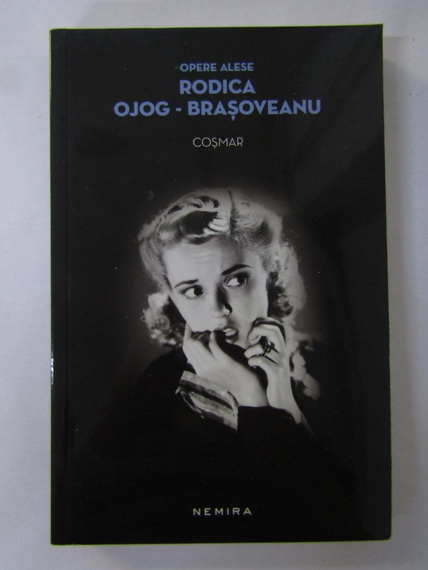 OPERE ALESE
RODICA
OJOG - BRAȘOVEANU
COȘMAR
NEMIRA